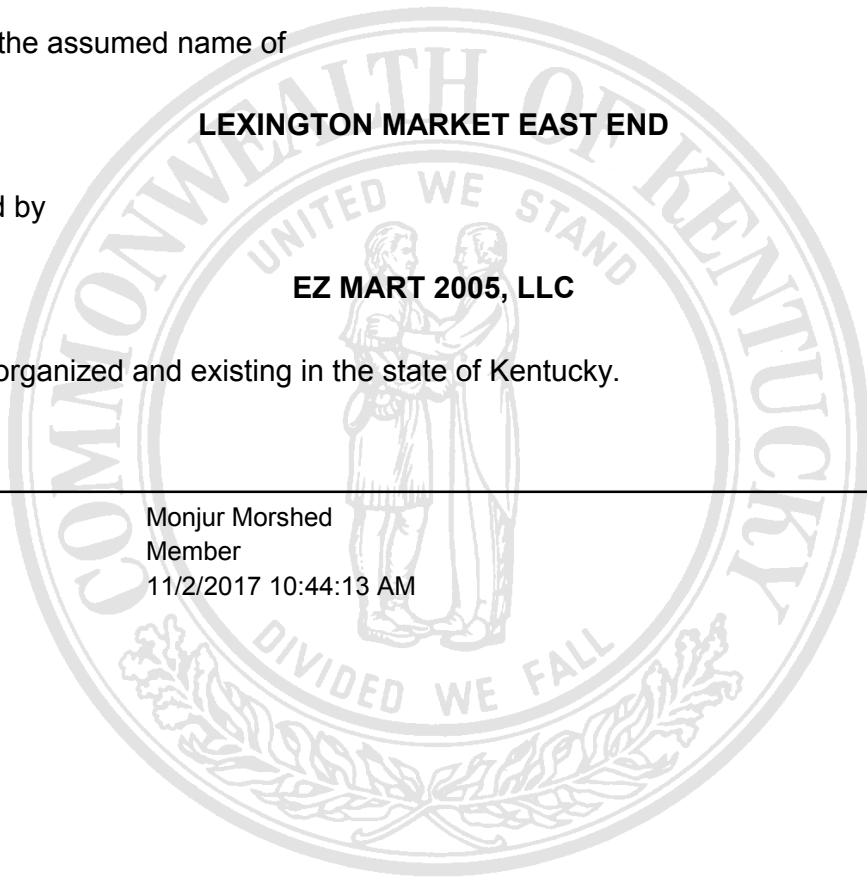 the assumed name of
LEXINGTON MARKET EAST END
d by
EZ MART 2005, LLC
organized and existing in the state of Kentucky.
Monjur Morshed
Member
11/2/2017 10:44:13 AM
COMMONWEALTH OF KENTUCKY
UNITED WE STAND
DIVIDED WE FALL